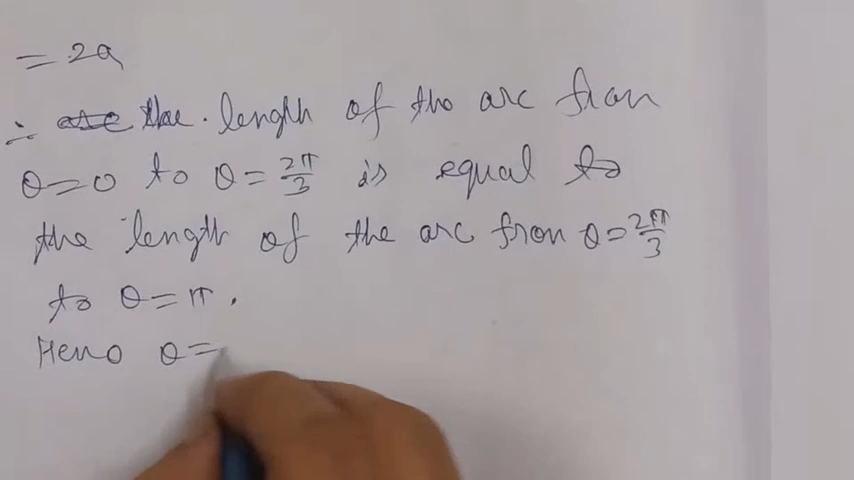 = 2a
∴ the length of the arc from
θ=0 to θ = 2π/3 is equal to
the length of the arc from θ=2π/3
to θ=π.
Hence θ=